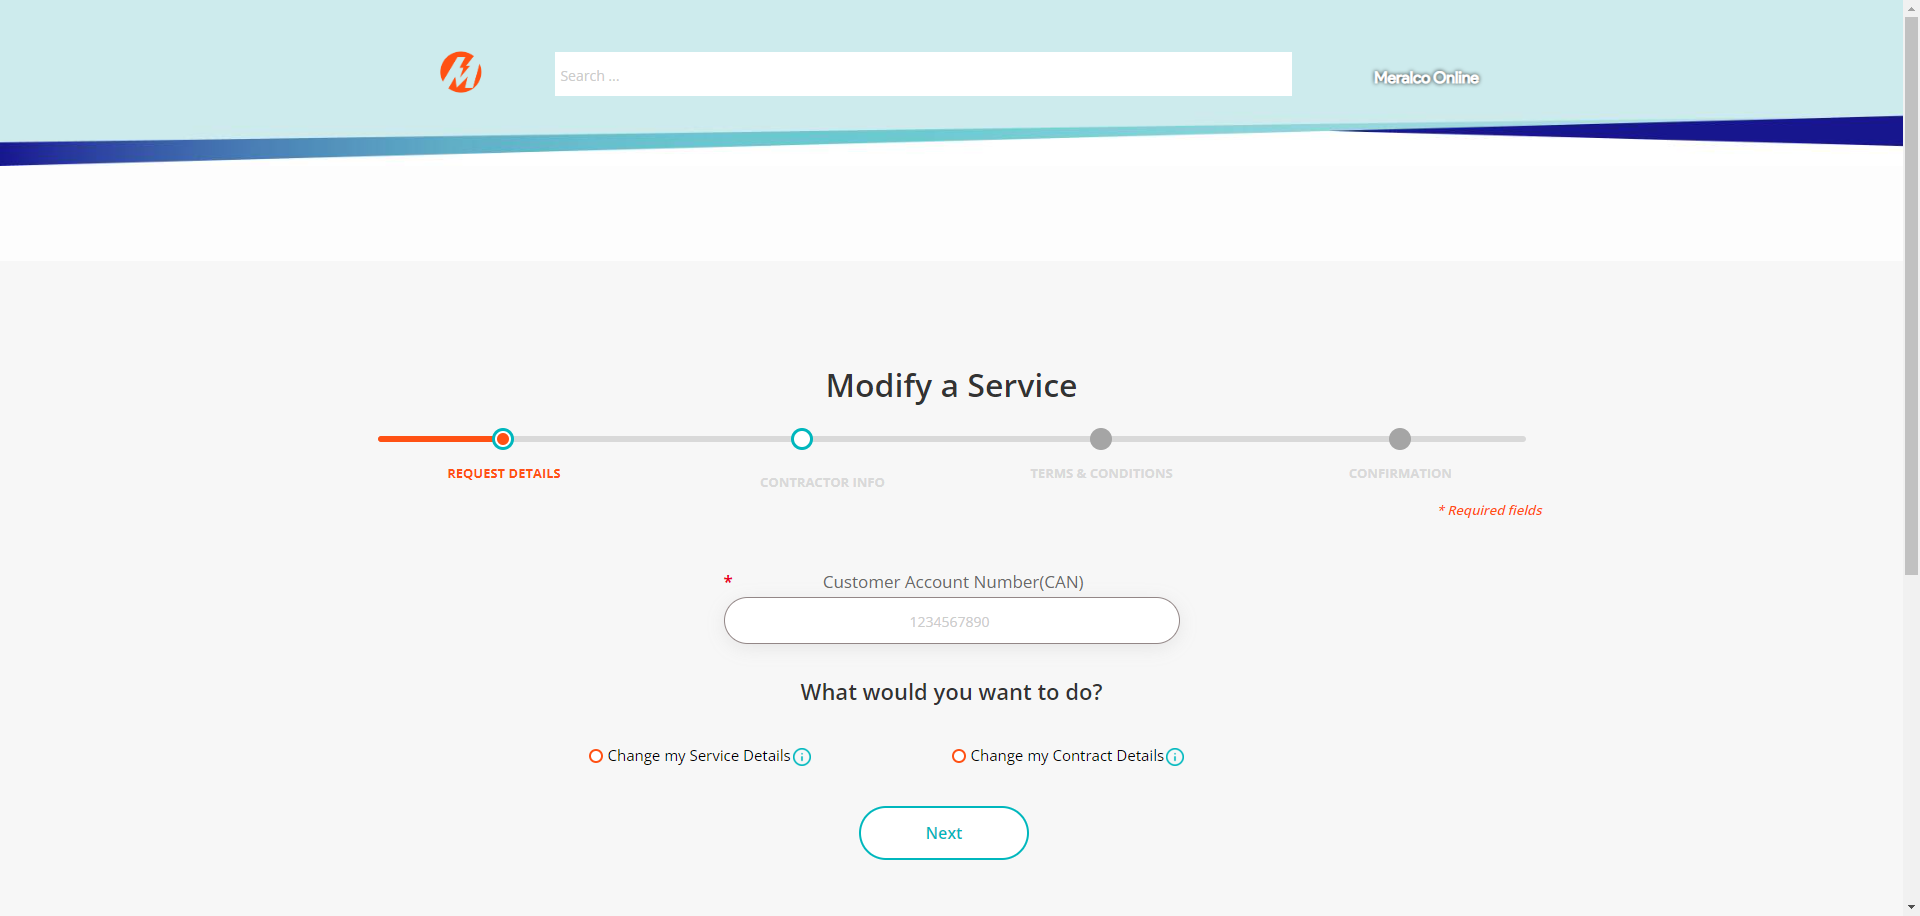 Search ...
Meralco Online
Modify a Service
REQUEST DETAILS
CONTRACTOR INFO
TERMS & CONDITIONS
CONFIRMATION
* Required fields
* Customer Account Number(CAN)
1234567890
What would you want to do?
Change my Service Details
Change my Contract Details
Next